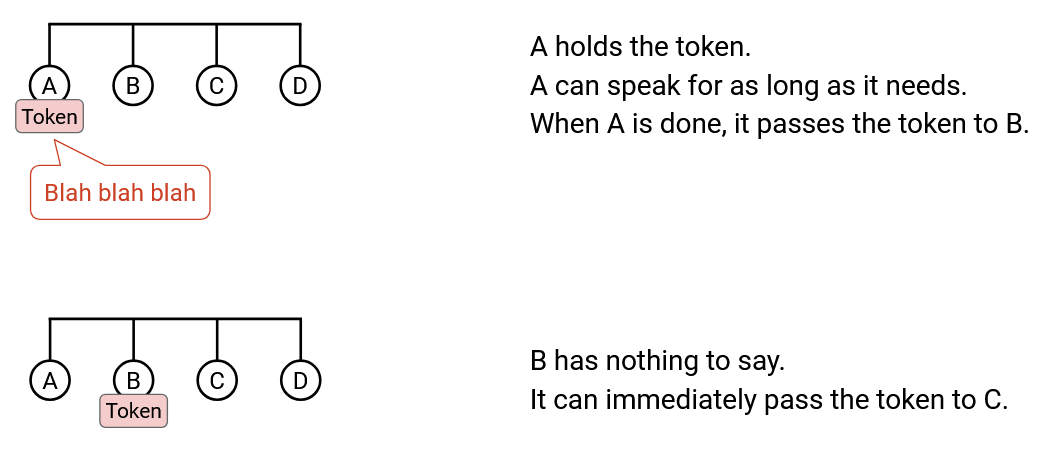 A B C D
Token
Blah blah blah
A holds the token.
A can speak for as long as it needs.
When A is done, it passes the token to B.
A B C D
Token
B has nothing to say.
It can immediately pass the token to C.